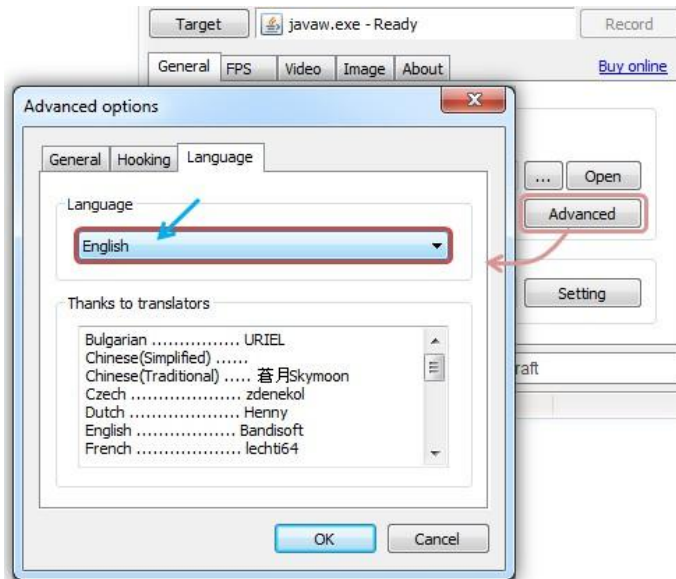 Target javaw.exe - Ready Record
General FPS Video Image About Buy online
Advanced options
General Hooking Language
... Open
Language
Advanced
English
Setting
Thanks to translators
Bulgarian ................ URIEL
Chinese(Simplified) ......
Chinese(Traditional) ..... 蒼月Skymoon
raft
Czech .................... zdenekol
Dutch .................... Henny
English .................. Bandisoft
French ................... lechti64
OK Cancel